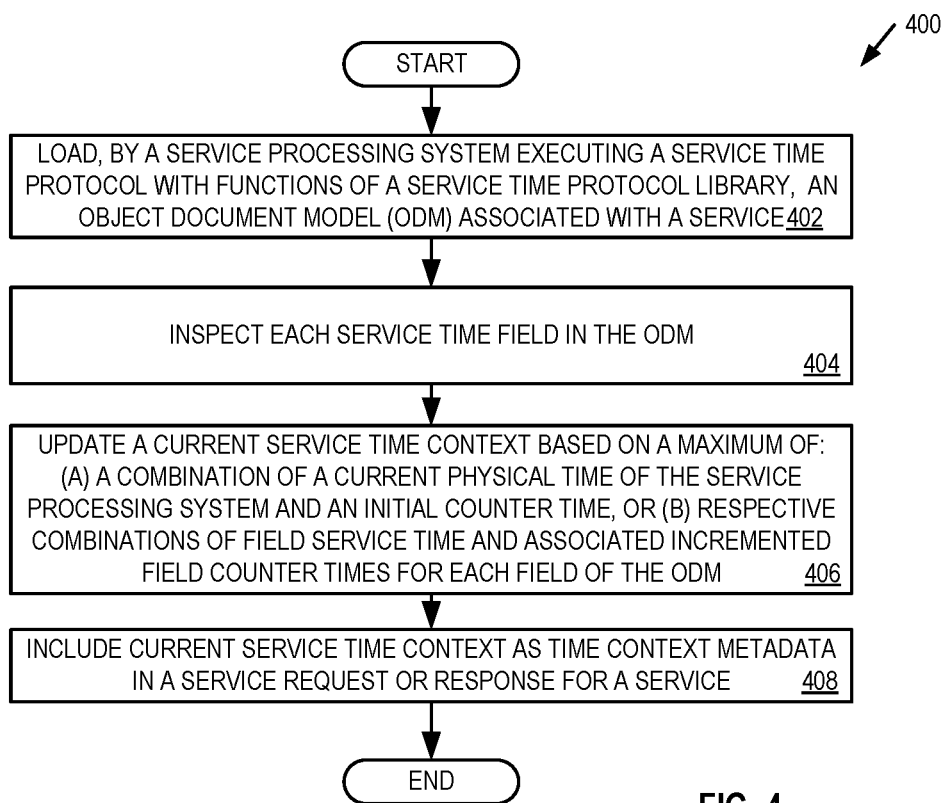 400
START
LOAD, BY A SERVICE PROCESSING SYSTEM EXECUTING A SERVICE TIME
PROTOCOL WITH FUNCTIONS OF A SERVICE TIME PROTOCOL LIBRARY, AN
OBJECT DOCUMENT MODEL (ODM) ASSOCIATED WITH A SERVICE 402
INSPECT EACH SERVICE TIME FIELD IN THE ODM
404
UPDATE A CURRENT SERVICE TIME CONTEXT BASED ON A MAXIMUM OF:
(A) A COMBINATION OF A CURRENT PHYSICAL TIME OF THE SERVICE
PROCESSING SYSTEM AND AN INITIAL COUNTER TIME, OR (B) RESPECTIVE
COMBINATIONS OF FIELD SERVICE TIME AND ASSOCIATED INCREMENTED
FIELD COUNTER TIMES FOR EACH FIELD OF THE ODM 406
INCLUDE CURRENT SERVICE TIME CONTEXT AS TIME CONTEXT METADATA
IN A SERVICE REQUEST OR RESPONSE FOR A SERVICE 408
END
FIG. 4